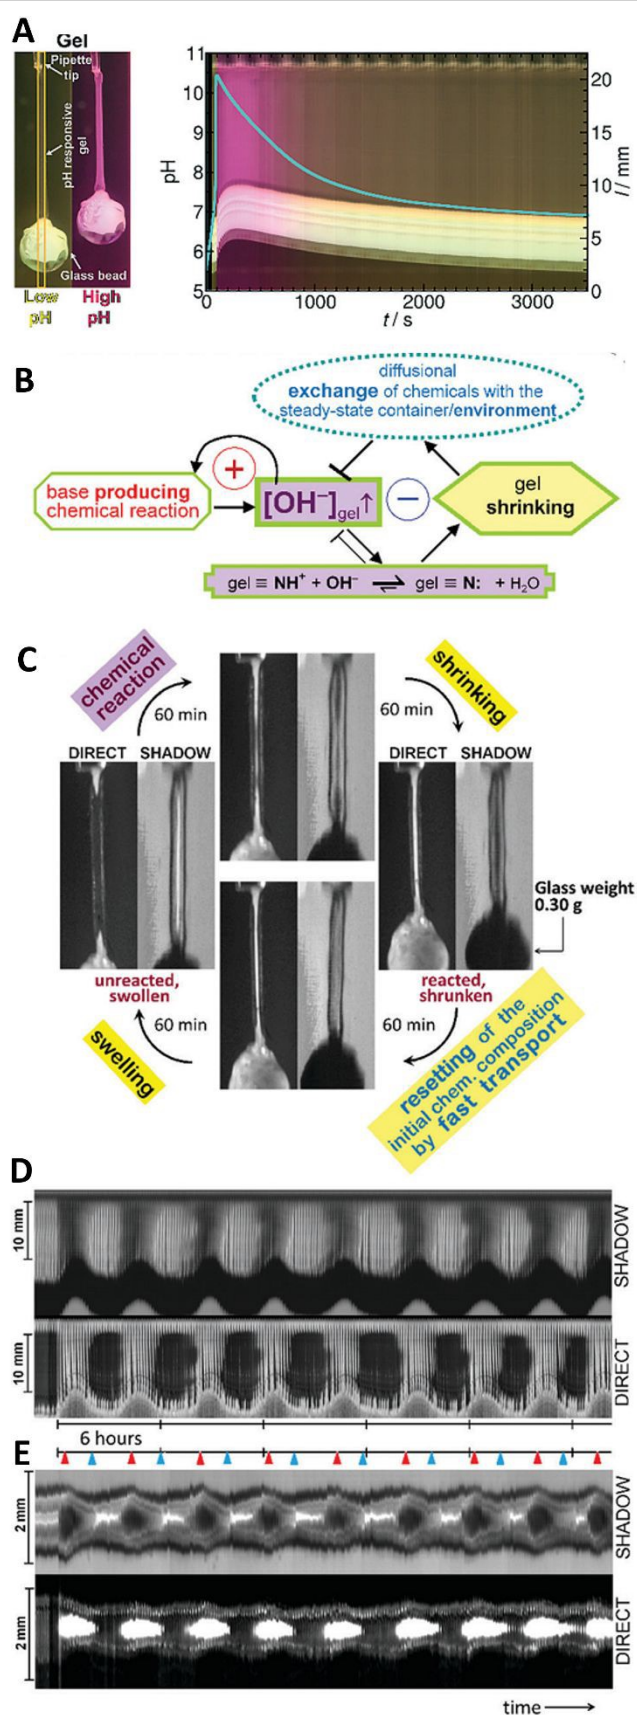 A
Gel
Pipette
tip
pH responsive
gel
Glass bead
Low
pH
High
pH
11
10
9
8
7
6
5
pH
20
15
10
5
0
l / mm
0
1000
2000
3000
t / s
B
diffusional
exchange of chemicals with the
steady-state container/environment
+
base producing
chemical reaction
[OH⁻]gel↑
−
gel
shrinking
gel ≡ NH⁺ + OH⁻ ⇌ gel ≡ N: + H₂O
C
chemical
reaction
shrinking
60 min
60 min
DIRECT
SHADOW
DIRECT
SHADOW
Glass weight
0.30 g
unreacted,
swollen
reacted,
shrunken
60 min
60 min
swelling
resetting of the
initial chem. composition
by fast transport
D
10 mm
SHADOW
10 mm
DIRECT
6 hours
E
2 mm
SHADOW
2 mm
DIRECT
time